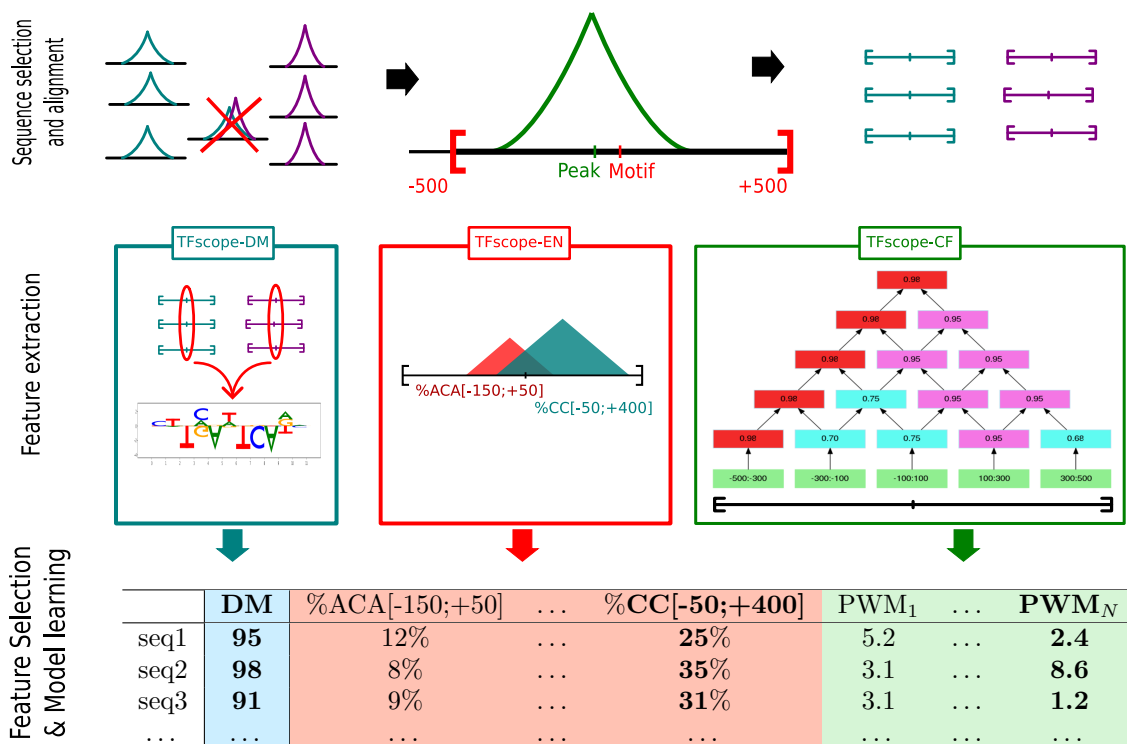 Sequence selection
and alignment
-500
Peak
Motif
+500
Feature extraction
TFscope-DM
TFscope-EN
%ACA[-150;+50]
%CC[-50;+400]
TFscope-CF
0.98
0.98 0.95
0.98 0.95 0.95
0.98 0.75 0.95 0.95
0.98 0.70 0.75 0.95 0.68
-500:-300 -300:-100 -100:100 100:300 300:500
Feature Selection
& Model learning
DM %ACA[-150;+50] ... %CC[-50;+400] PWM1 ... PWMN
seq1 95 12% ... 25% 5.2 ... 2.4
seq2 98 8% ... 35% 3.1 ... 8.6
seq3 91 9% ... 31% 3.1 ... 1.2
... ... ... ... ... ... ... ...